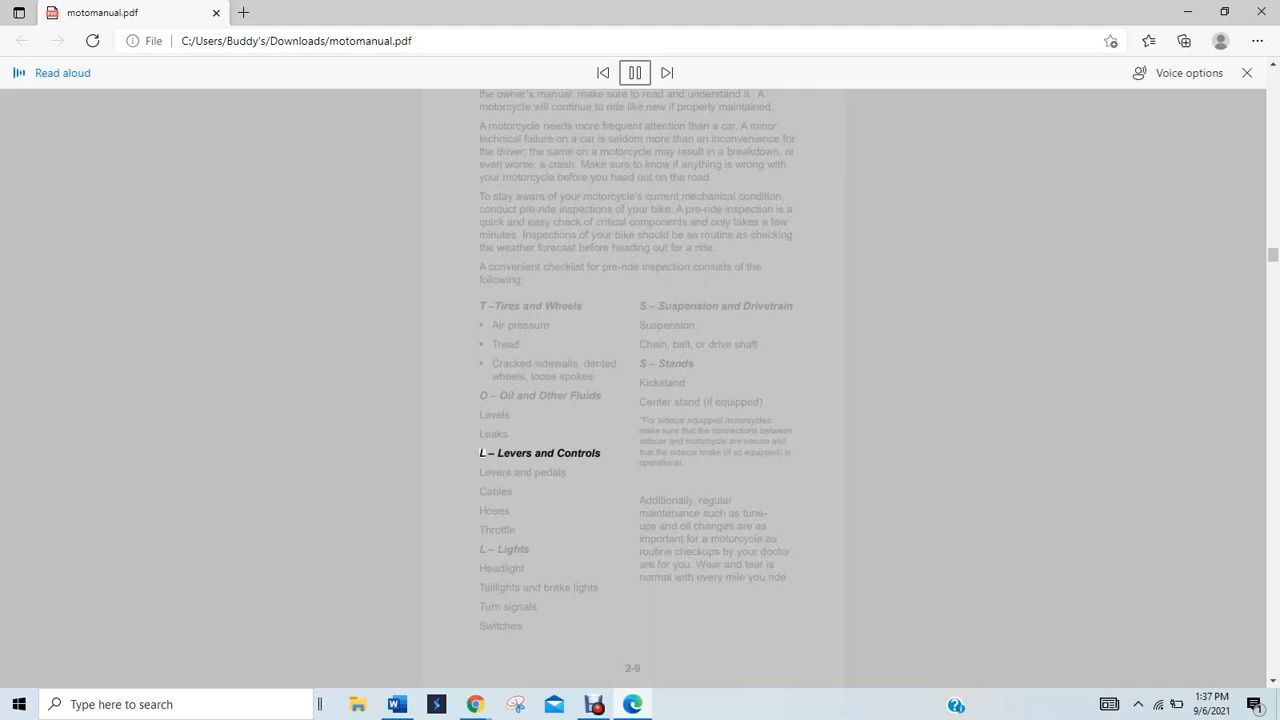 motomanual.pdf
File
C:/Users/Buddy's/Downloads/motomanual.pdf
Read aloud
Voice options
the owner's manual, make sure to read and understand it. A
motorcycle will continue to ride like new if properly maintained.
A motorcycle needs more frequent attention than a car. A minor
technical failure on a car is seldom more than an inconvenience for
the driver; the same on a motorcycle may result in a breakdown, or
even worse: a crash. Make sure to know if anything is wrong with
your motorcycle before you head out on the road.
To stay aware of your motorcycle's current mechanical condition,
conduct pre-ride inspections of your bike. A pre-ride inspection is a
quick and easy check of critical components and only takes a few
minutes. Inspections of your bike should be as routine as checking
the weather forecast before heading out for a ride.
A convenient checklist for pre-ride inspection consists of the
following:
T –Tires and Wheels
• Air pressure
• Tread
• Cracked sidewalls, dented
wheels, loose spokes
O – Oil and Other Fluids
Levels
Leaks
L – Levers and Controls
Levers and pedals
Cables
Hoses
Throttle
L – Lights
Headlight
Taillights and brake lights
Turn signals
Switches
S – Suspension and Drivetrain
Suspension
Chain, belt, or drive shaft
S – Stands
Kickstand
Center stand (if equipped)
*For sidecar equipped motorcycles:
make sure that the connections between
sidecar and motorcycle are secure and
that the sidecar brake (if so equipped) is
operational.
Additionally, regular
maintenance such as tune-
ups and oil changes are as
important for a motorcycle as
routine checkups by your doctor
are for you. Wear and tear is
normal with every mile you ride.
2-9
Type here to search
1:37 PM
9/6/2021